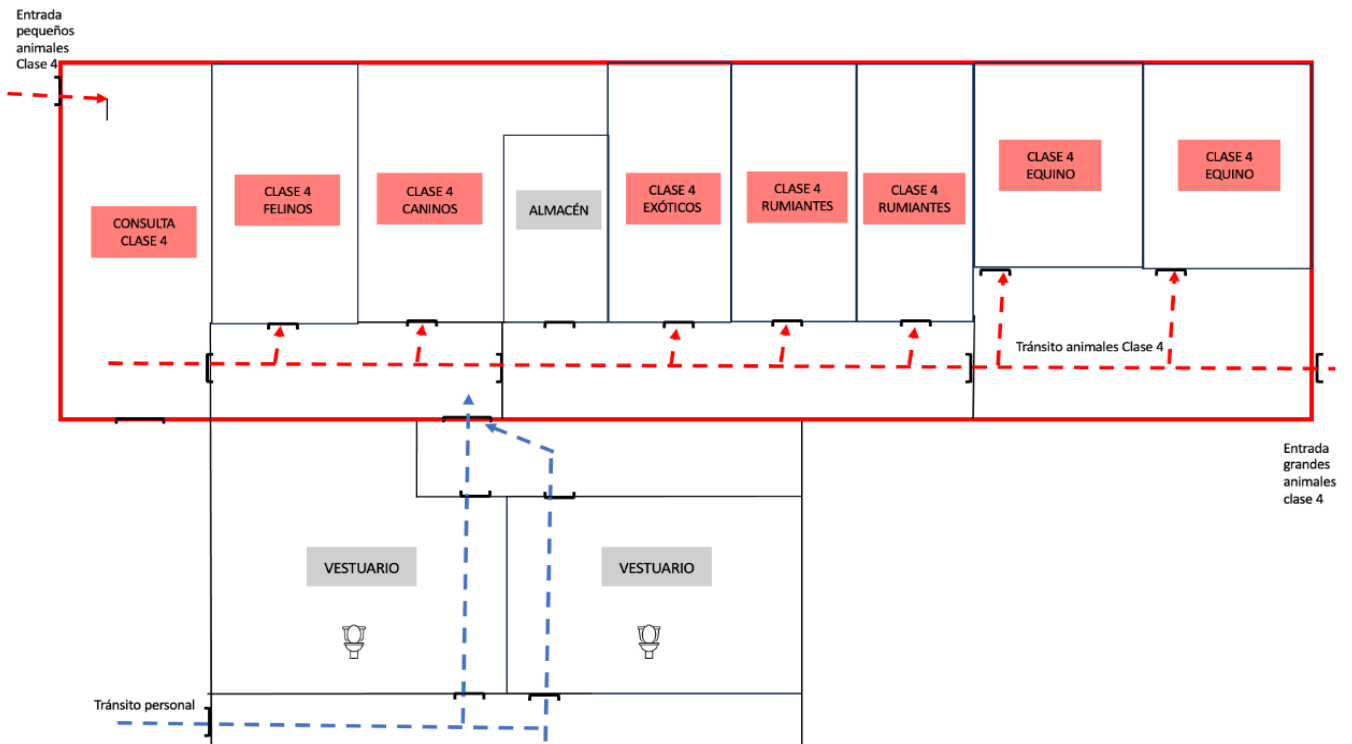 Entrada
pequeños
animales
Clase 4
CONSULTA
CLASE 4
CLASE 4
FELINOS
CLASE 4
CANINOS
ALMACÉN
CLASE 4
EXÓTICOS
CLASE 4
RUMIANTES
CLASE 4
RUMIANTES
CLASE 4
EQUINO
CLASE 4
EQUINO
Tránsito animales Clase 4
Entrada
grandes
animales
clase 4
VESTUARIO
VESTUARIO
Tránsito personal